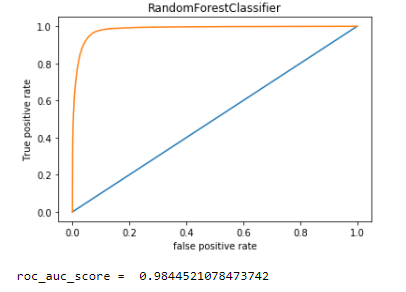 RandomForestClassifier
1.0
0.8
0.6
0.4
0.2
0.0
True positive rate
0.0 0.2 0.4 0.6 0.8 1.0
false positive rate
roc_auc_score = 0.9844521078473742